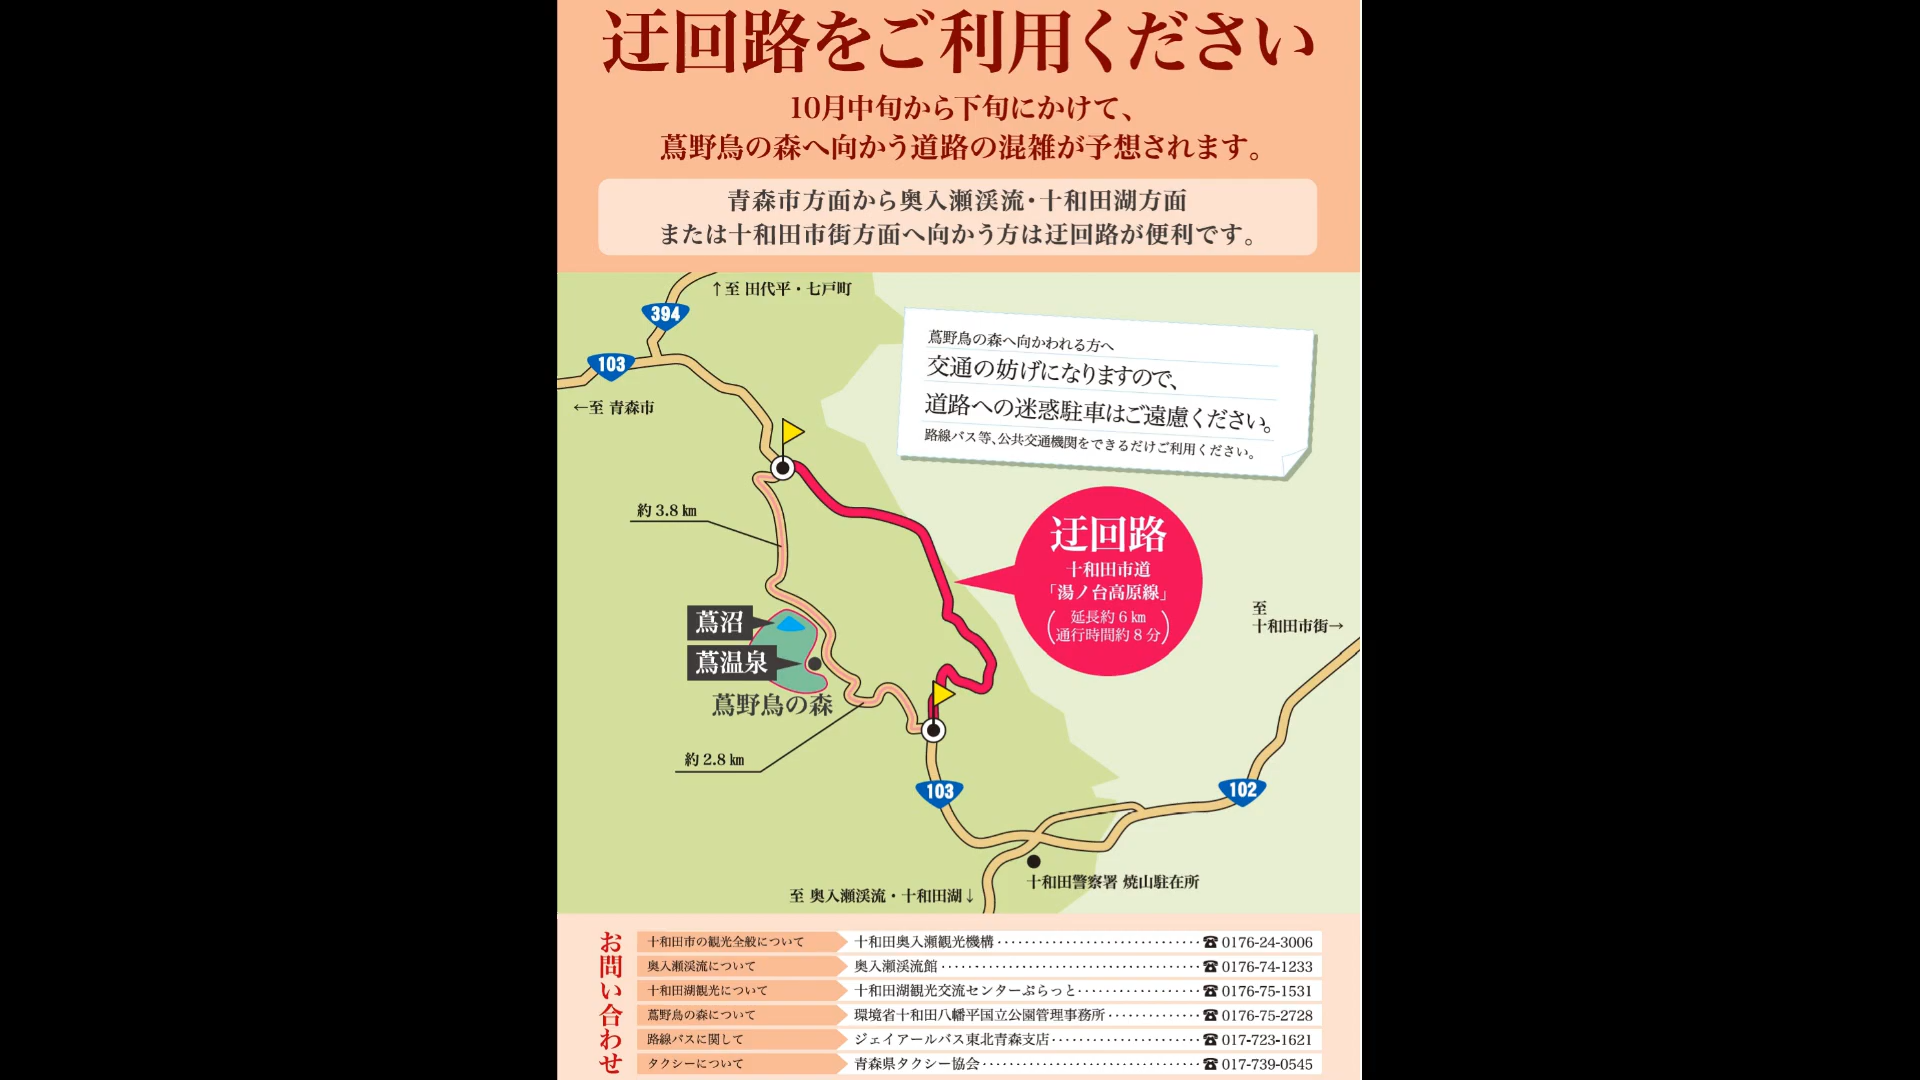 迂回路をご利用ください
10月中旬から下旬にかけて、
蔦野鳥の森へ向かう道路の混雑が予想されます。
青森市方面から奥入瀬渓流・十和田湖方面
または十和田市街方面へ向かう方は迂回路が便利です。
↑至 田代平・七戸町
394
103
←至 青森市
蔦野鳥の森へ向かわれる方へ
交通の妨げになりますので、
道路への迷惑駐車はご遠慮ください。
路線バス等、公共交通機関をできるだけご利用ください。
約 3.8 ㎞
迂回路
十和田市道
「湯ノ台高原線」
(延長約 6 ㎞
通行時間約 8 分)
至
十和田市街→
蔦沼
蔦温泉
蔦野鳥の森
約 2.8 ㎞
103
102
十和田警察署 焼山駐在所
至 奥入瀬渓流・十和田湖↓
お問い合わせ
十和田市の観光全般について 十和田奥入瀬観光機構 ☎ 0176-24-3006
奥入瀬渓流について 奥入瀬渓流館 ☎ 0176-74-1233
十和田湖観光について 十和田湖観光交流センターぷらっと ☎ 0176-75-1531
蔦野鳥の森について 環境省十和田八幡平国立公園管理事務所 ☎ 0176-75-2728
路線バスに関して ジェイアールバス東北青森支店 ☎ 017-723-1621
タクシーについて 青森県タクシー協会 ☎ 017-739-0545